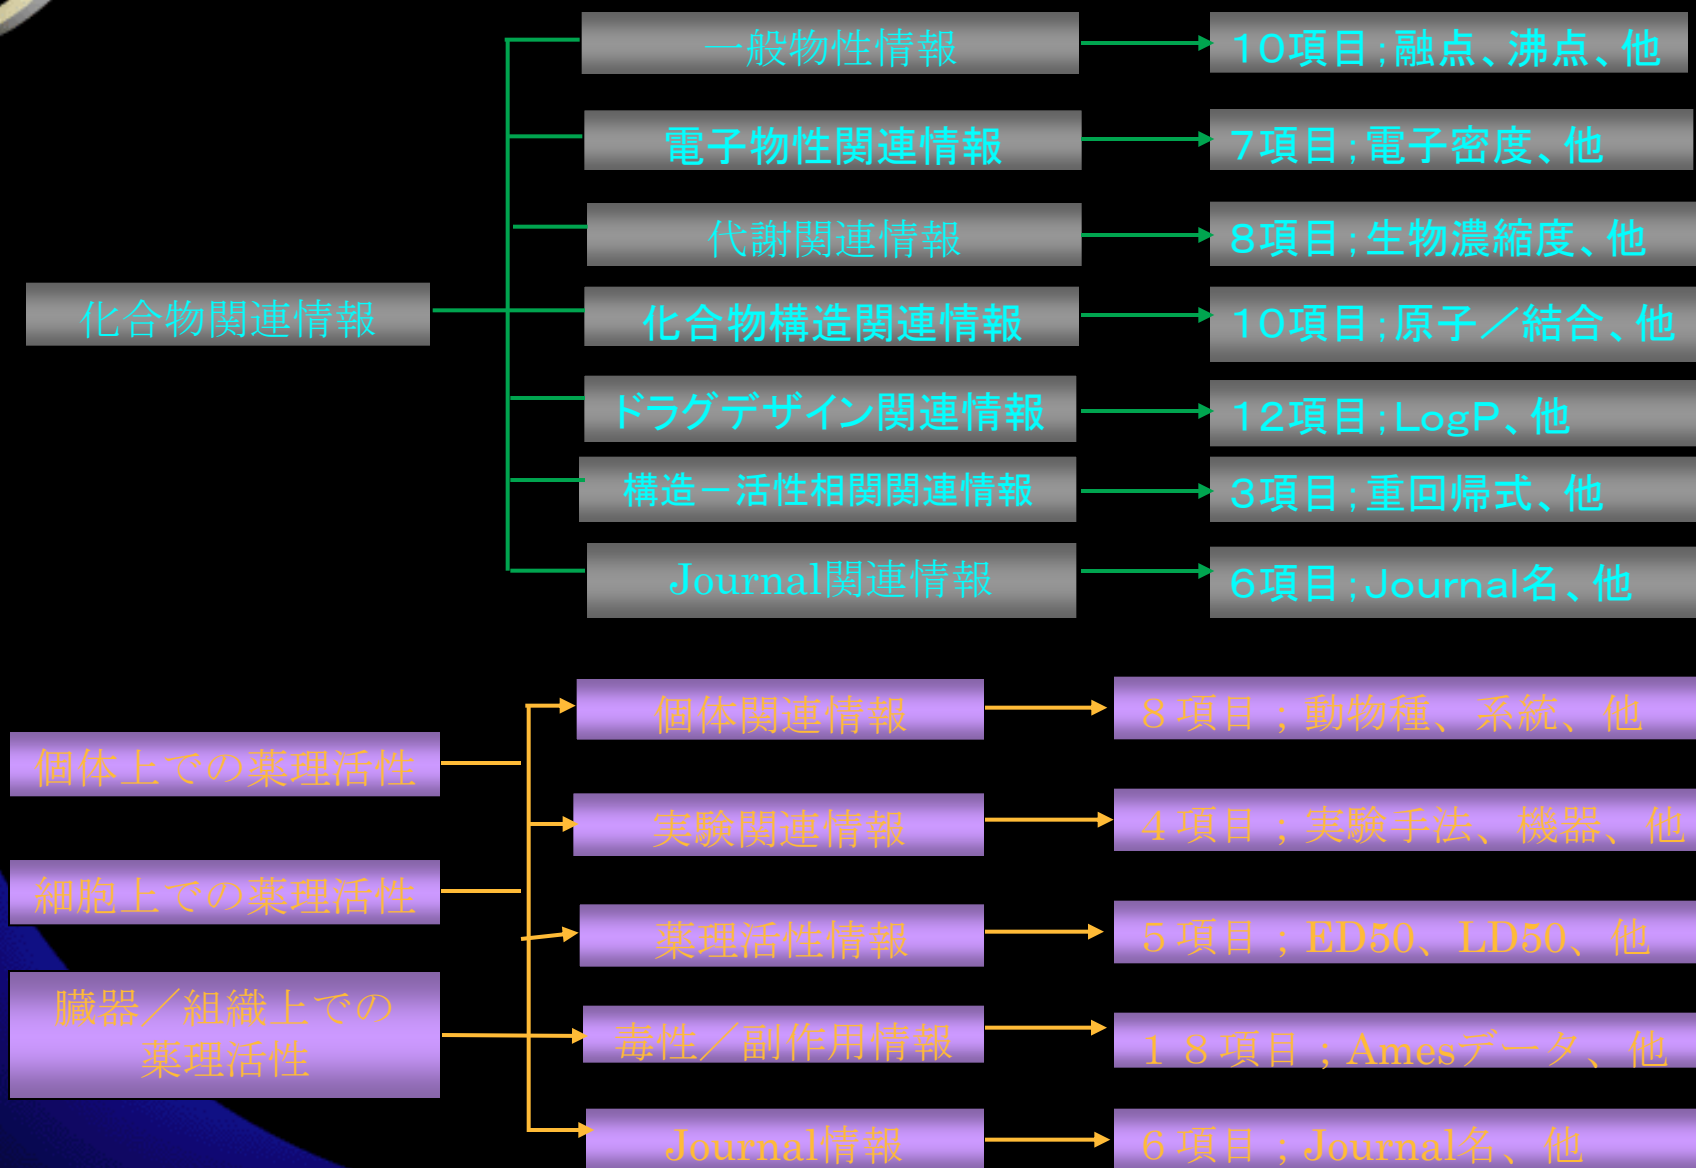 一般物性情報
10項目；融点、沸点、他
電子物性関連情報
7項目；電子密度、他
代謝関連情報
8項目；生物濃縮度、他
化合物関連情報
化合物構造関連情報
10項目；原子／結合、他
ドラグデザイン関連情報
12項目；LogP、他
構造－活性相関関連情報
3項目；重回帰式、他
Journal関連情報
6項目；Journal名、他
個体関連情報
８項目；動物種、系統、他
個体上での薬理活性
実験関連情報
４項目；実験手法、機器、他
細胞上での薬理活性
薬理活性情報
５項目；ED50、LD50、他
臓器／組織上での
薬理活性
毒性／副作用情報
１８項目；Amesデータ、他
Journal情報
６項目；Journal名、他